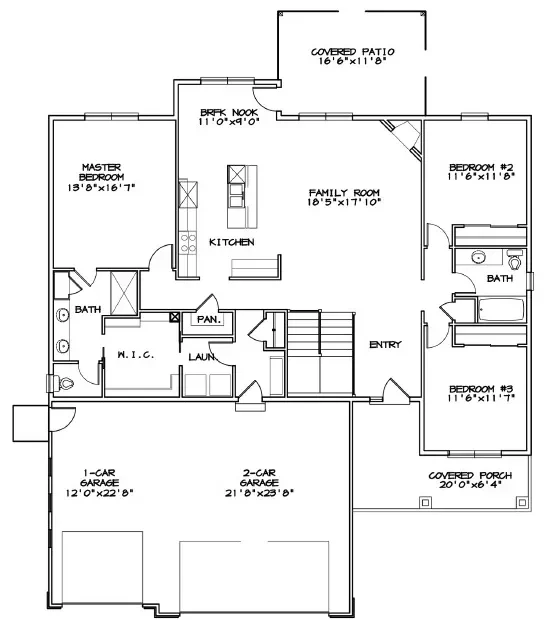 COVERED PATIO
16'6"x11'8"
BRFK NOOK
11'0"x9'0"
MASTER
BEDROOM
13'8"x16'7"
FAMILY ROOM
18'5"x17'10"
BEDROOM #2
11'6"x11'8"
KITCHEN
BATH
BATH
PAN.
W.I.C.
LAUN.
ENTRY
BEDROOM #3
11'6"x11'7"
1-CAR
GARAGE
12'0"x22'8"
2-CAR
GARAGE
21'8"x23'8"
COVERED PORCH
20'0"x6'4"